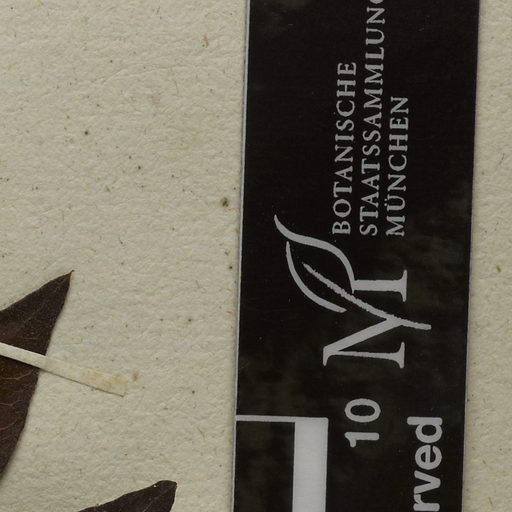 BOTANISCHE
STAATSSAMMLUNG
MÜNCHEN
M
10
rved